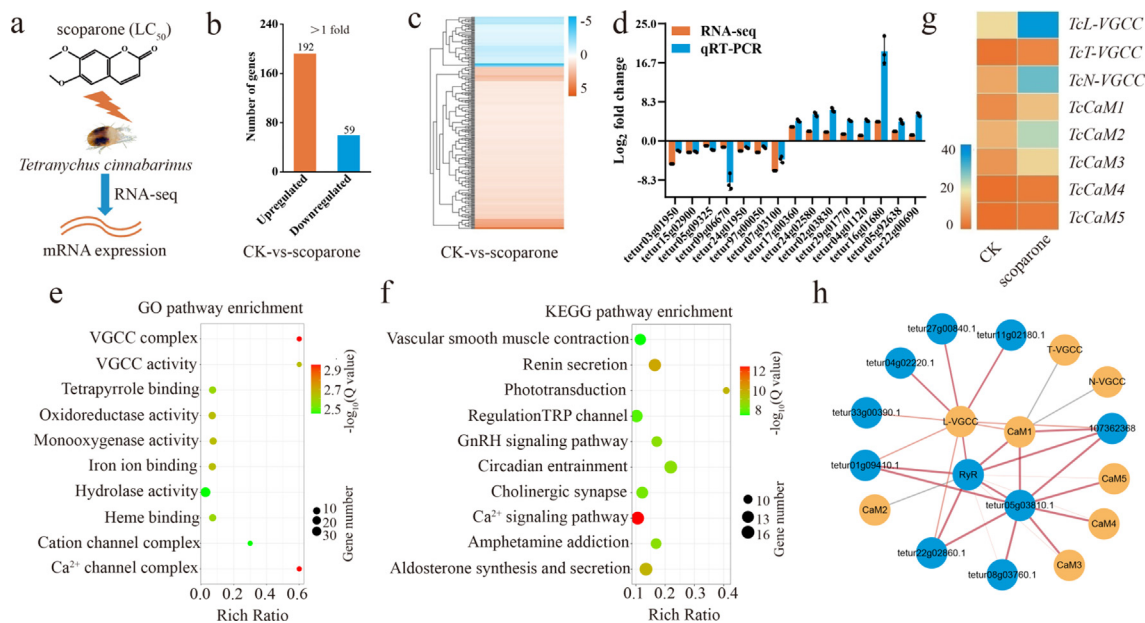 a
scoparone (LC50)
O
O
O
O
Tetranychus cinnabarinus
RNA-seq
mRNA expression
b
>1 fold
Number of genes
240
160
80
0
192
59
Upregulated
Downregulated
CK-vs-scoparone
c
-5
0
5
CK-vs-scoparone
d
RNA-seq
qRT-PCR
Log2 fold change
25.0
16.7
8.3
0.0
-8.3
tetur03g01950
tetur15g02900
tetur05g09325
tetur09g06670
tetur24g01950
tetur97g00050
tetur07g03100
tetur17g00360
tetur24g02580
tetur02g03830
tetur29g01770
tetur04g01120
tetur16g01680
tetur05g92638
tetur22g00690
g
TcL-VGCC
TcT-VGCC
TcN-VGCC
TcCaM1
TcCaM2
TcCaM3
TcCaM4
TcCaM5
40
30
20
10
0
CK
scoparone
e
GO pathway enrichment
VGCC complex
VGCC activity
Tetrapyrrole binding
Oxidoreductase activity
Monooxygenase activity
Iron ion binding
Hydrolase activity
Heme binding
Cation channel complex
Ca2+ channel complex
0.0
0.2
0.4
0.6
Rich Ratio
2.9
2.7
2.5
-log10(Q value)
10
20
30
Gene number
f
KEGG pathway enrichment
Vascular smooth muscle contraction
Renin secretion
Phototransduction
RegulationTRP channel
GnRH signaling pathway
Circadian entrainment
Cholinergic synapse
Ca2+ signaling pathway
Amphetamine addiction
Aldosterone synthesis and secretion
0.1
0.2
0.3
0.4
Rich Ratio
12
10
8
-log10(Q value)
10
13
16
Gene number
h
tetur27g00840.1
tetur11g02180.1
T-VGCC
tetur04g02220.1
N-VGCC
tetur33g00390.1
L-VGCC
CaM1
107362368
tetur01g09410.1
RyR
CaM5
CaM2
tetur05g03810.1
CaM4
tetur22g02860.1
CaM3
tetur08g03760.1